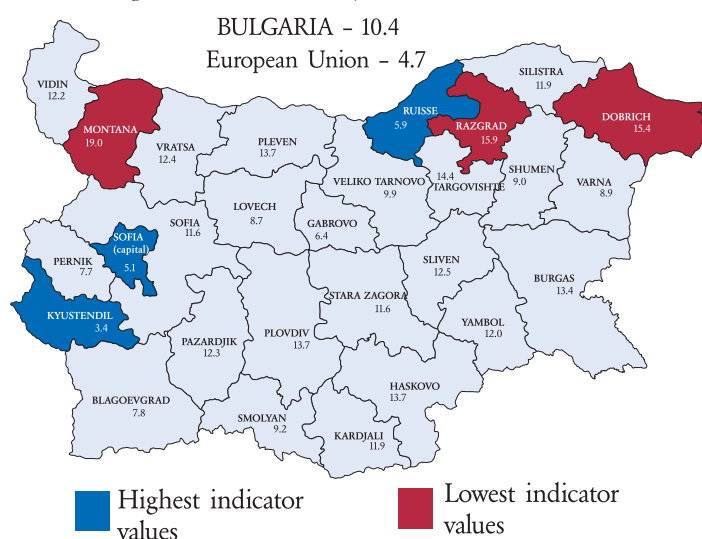 BULGARIA – 10.4
European Union – 4.7
VIDIN
12.2
MONTANA
19.0
VRATSA
12.4
PLEVEN
13.7
RUISSE
5.9
SILISTRA
11.9
RAZGRAD
15.9
DOBRICH
15.4
VELIKO TARNOVO
9.9
14.4
TARGOVISHTE
SHUMEN
9.0
VARNA
8.9
LOVECH
8.7
GABROVO
6.4
SOFIA
11.6
SOFIA
(capital)
5.1
PERNIK
7.7
KYUSTENDIL
3.4
SLIVEN
12.5
BURGAS
13.4
STARA ZAGORA
11.6
YAMBOL
12.0
PAZARDJIK
12.3
PLOVDIV
13.7
BLAGOEVGRAD
7.8
HASKOVO
13.7
SMOLYAN
9.2
KARDJALI
11.9
Highest indicator
values
Lowest indicator
values